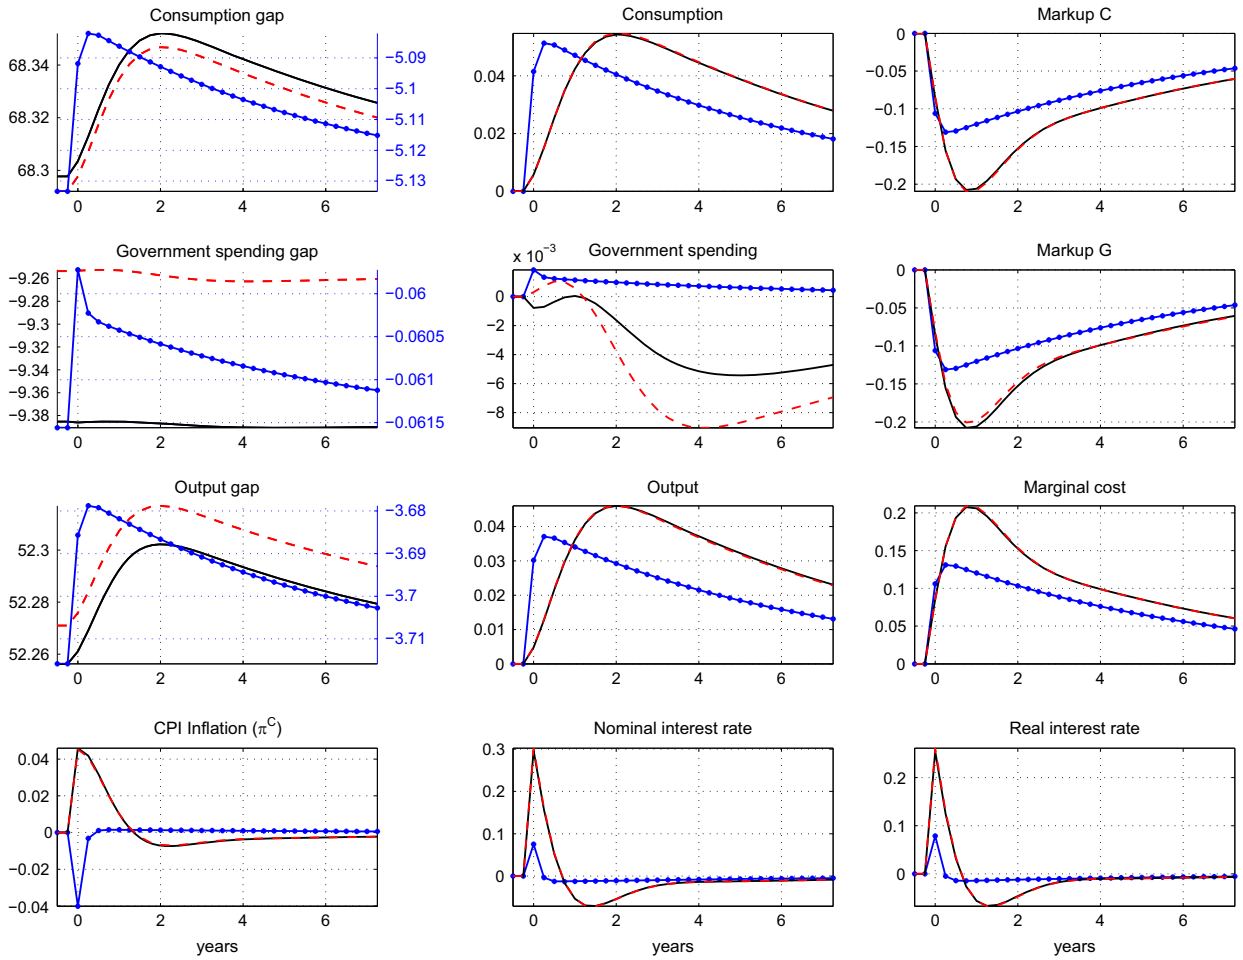 Consumption gap
68.34
68.32
68.3
−5.09
−5.1
−5.11
−5.12
−5.13
0 2 4 6
Consumption
0.04
0.02
0
0 2 4 6
Markup C
0
−0.05
−0.1
−0.15
−0.2
0 2 4 6
Government spending gap
−9.26
−9.28
−9.3
−9.32
−9.34
−9.36
−9.38
−0.06
−0.0605
−0.061
−0.0615
0 2 4 6
Government spending
x 10−3
0
−2
−4
−6
−8
0 2 4 6
Markup G
0
−0.05
−0.1
−0.15
−0.2
0 2 4 6
Output gap
52.3
52.28
52.26
−3.68
−3.69
−3.7
−3.71
0 2 4 6
Output
0.04
0.03
0.02
0.01
0
0 2 4 6
Marginal cost
0.2
0.15
0.1
0.05
0
0 2 4 6
CPI Inflation (πC)
0.04
0.02
0
−0.02
−0.04
0 2 4 6
years
Nominal interest rate
0.3
0.2
0.1
0
0 2 4 6
years
Real interest rate
0.2
0.1
0
0 2 4 6
years